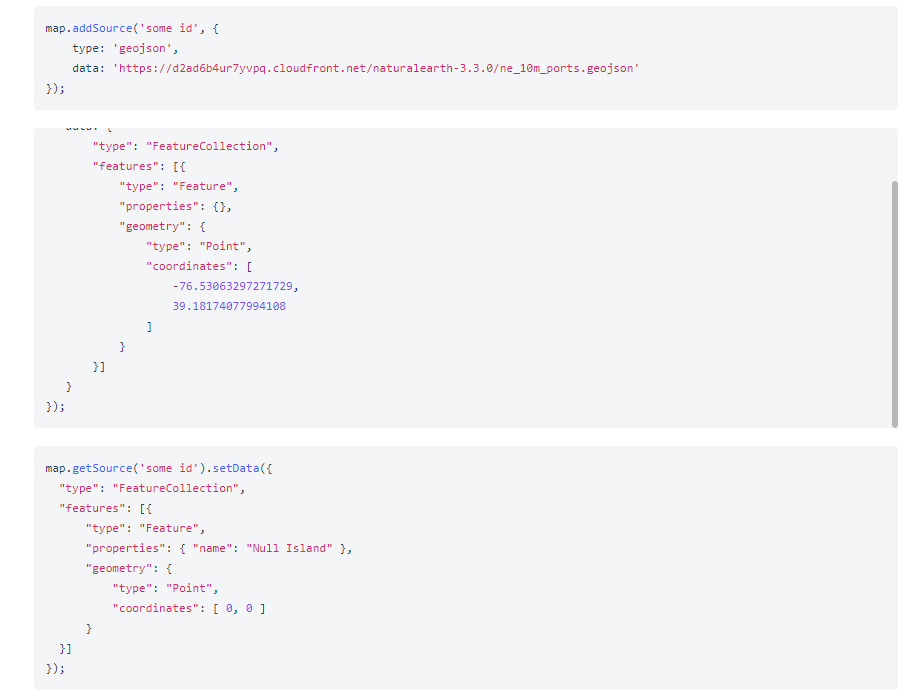 map.addSource('some id', {
    type: 'geojson',
    data: 'https://d2ad6b4ur7yvpq.cloudfront.net/naturalearth-3.3.0/ne_10m_ports.geojson'
});
   data: {
       "type": "FeatureCollection",
       "features": [{
           "type": "Feature",
           "properties": {},
           "geometry": {
               "type": "Point",
               "coordinates": [
                   -76.53063297271729,
                   39.18174077994108
               ]
           }
       }]
   }
});
map.getSource('some id').setData({
  "type": "FeatureCollection",
  "features": [{
      "type": "Feature",
      "properties": { "name": "Null Island" },
      "geometry": {
          "type": "Point",
          "coordinates": [ 0, 0 ]
      }
  }]
});